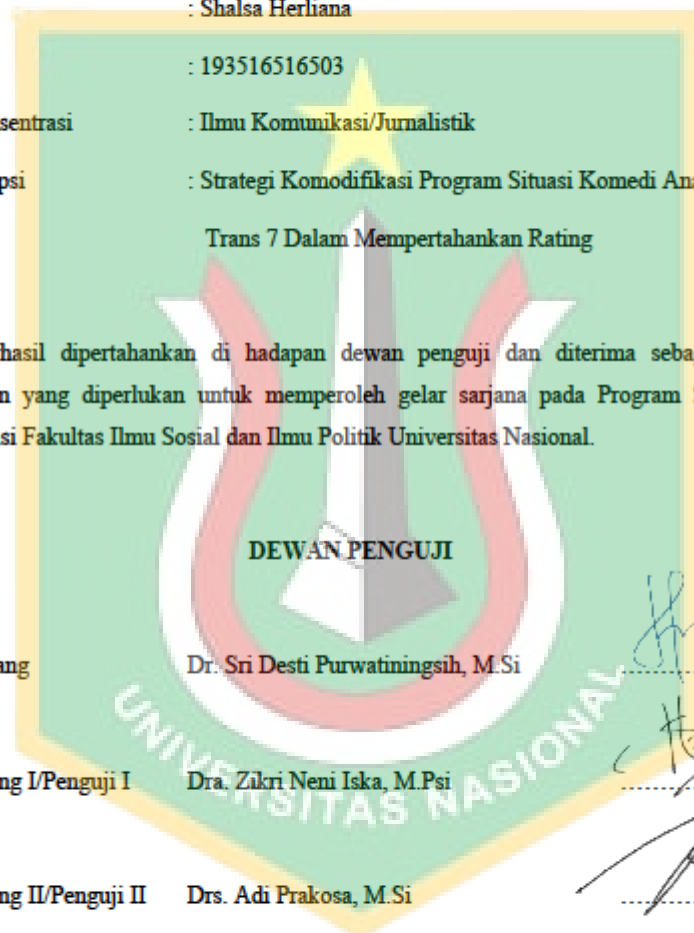 : Shalsa Herliana
: 193516516503
sentrasi : Ilmu Komunikasi/Jurnalistik
psi : Strategi Komodifikasi Program Situasi Komedi Ana
Trans 7 Dalam Mempertahankan Rating
hasil dipertahankan di hadapan dewan penguji dan diterima seba
n yang diperlukan untuk memperoleh gelar sarjana pada Program
si Fakultas Ilmu Sosial dan Ilmu Politik Universitas Nasional.
DEWAN PENGUJI
ang Dr. Sri Desti Purwatiningsih, M.Si
ng I/Penguji I Dra. Zikri Neni Iska, M.Psi
ng II/Penguji II Drs. Adi Prakosa, M.Si
UNIVERSITAS NASIONAL